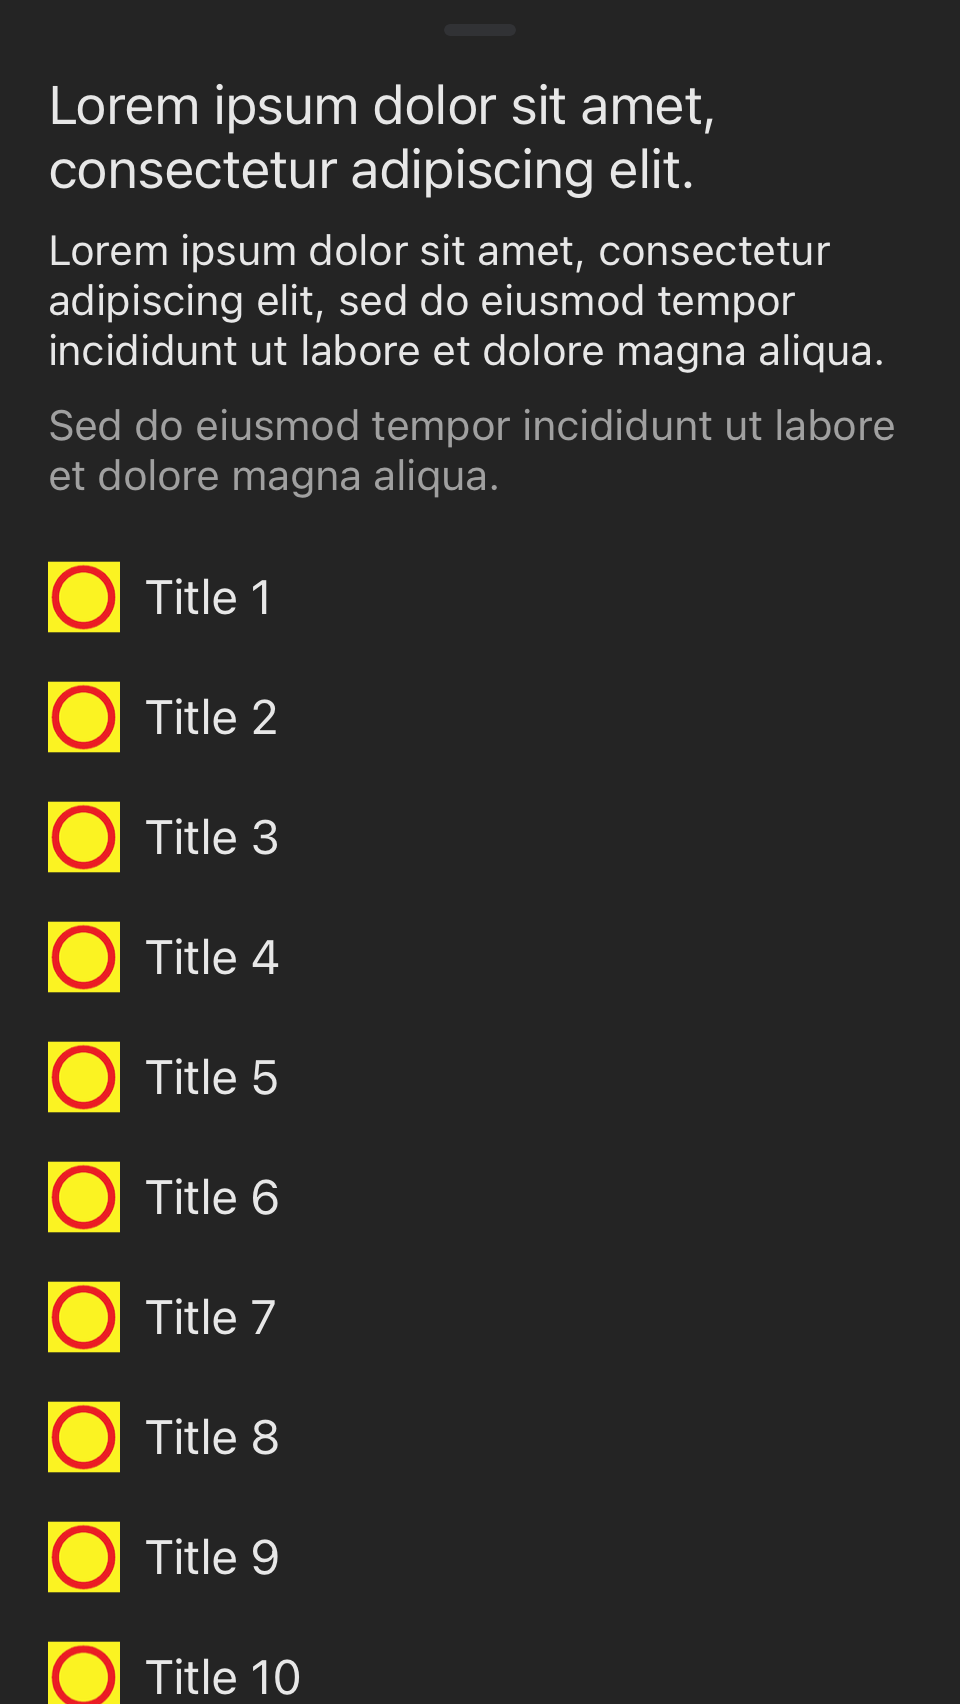 Lorem ipsum dolor sit amet,
consectetur adipiscing elit.
Lorem ipsum dolor sit amet, consectetur
adipiscing elit, sed do eiusmod tempor
incididunt ut labore et dolore magna aliqua.
Sed do eiusmod tempor incididunt ut labore
et dolore magna aliqua.
Title 1
Title 2
Title 3
Title 4
Title 5
Title 6
Title 7
Title 8
Title 9
Title 10